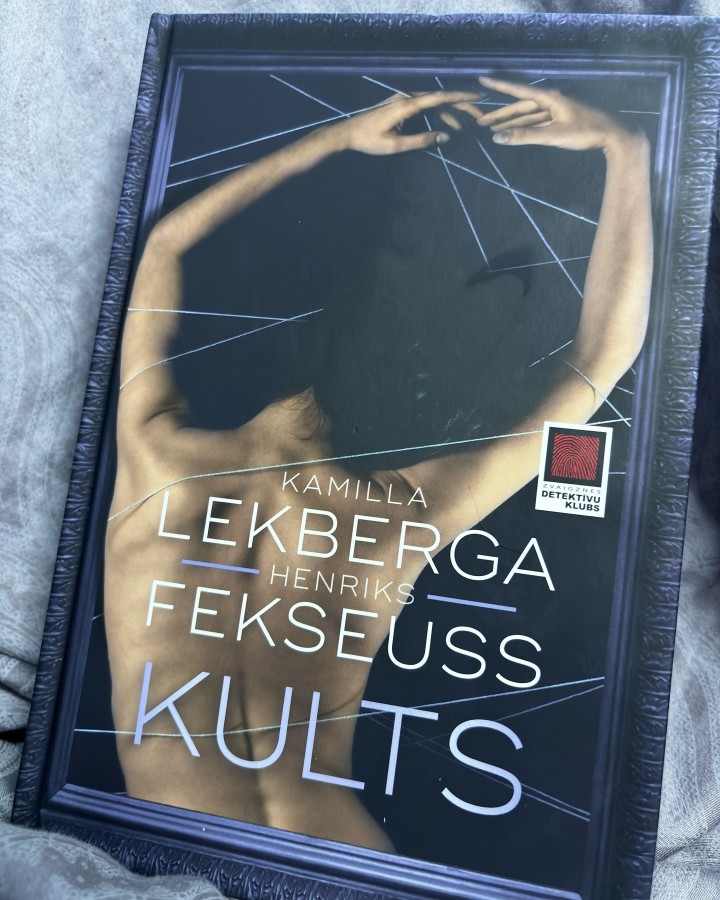 KAMILLA
LEKBERGA
HENRIKS
FEKSEUSS
KULTS
ZVAIGZNES
DETEKTĪVU
KLUBS